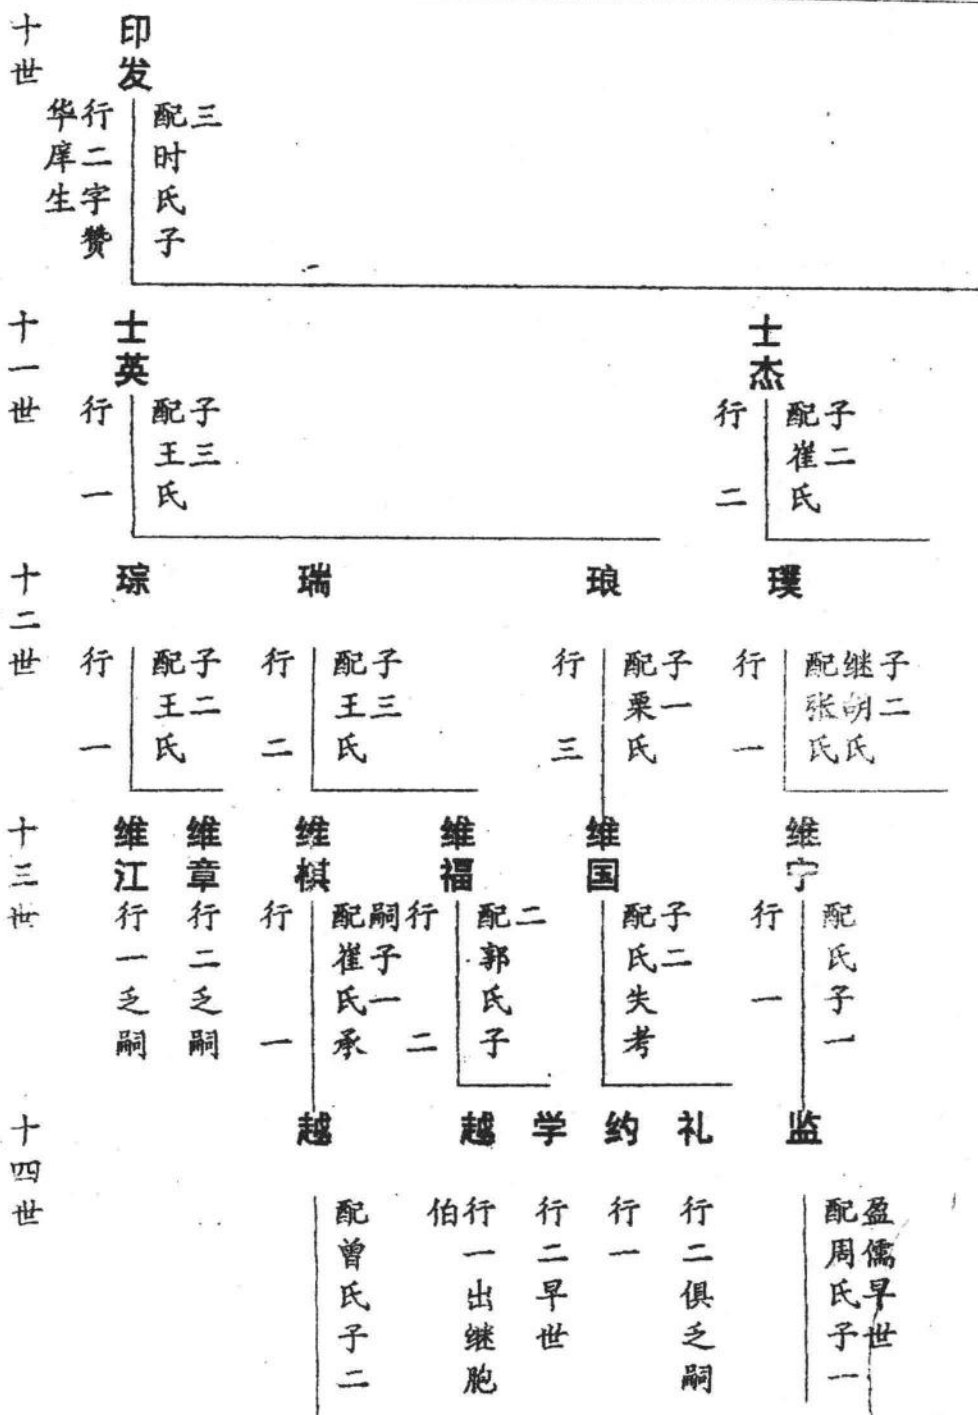 十世
印发
行二字赞
华庠生
配时氏子
三
十一世
士英
行一
配王氏
子三
士杰
行二
配崔氏
子二
十二世
琮
行一
配王氏
子二
瑞
行二
配王氏
子三
琅
行三
配栗氏
子一
璞
行一
配张氏
继胡氏
子二
十三世
维江
行一乏嗣
维章
行二乏嗣
维棋
行一
配崔氏承
嗣子一
维福
行二
配郭氏子
二
维国
配氏失考
子二
维宁
行一
配氏子一
十四世
越
配曾氏子二
越
行一出继胞
伯
学
行二早世
约
行一
礼
行二俱乏嗣
监
配周氏子一
盈儒早世